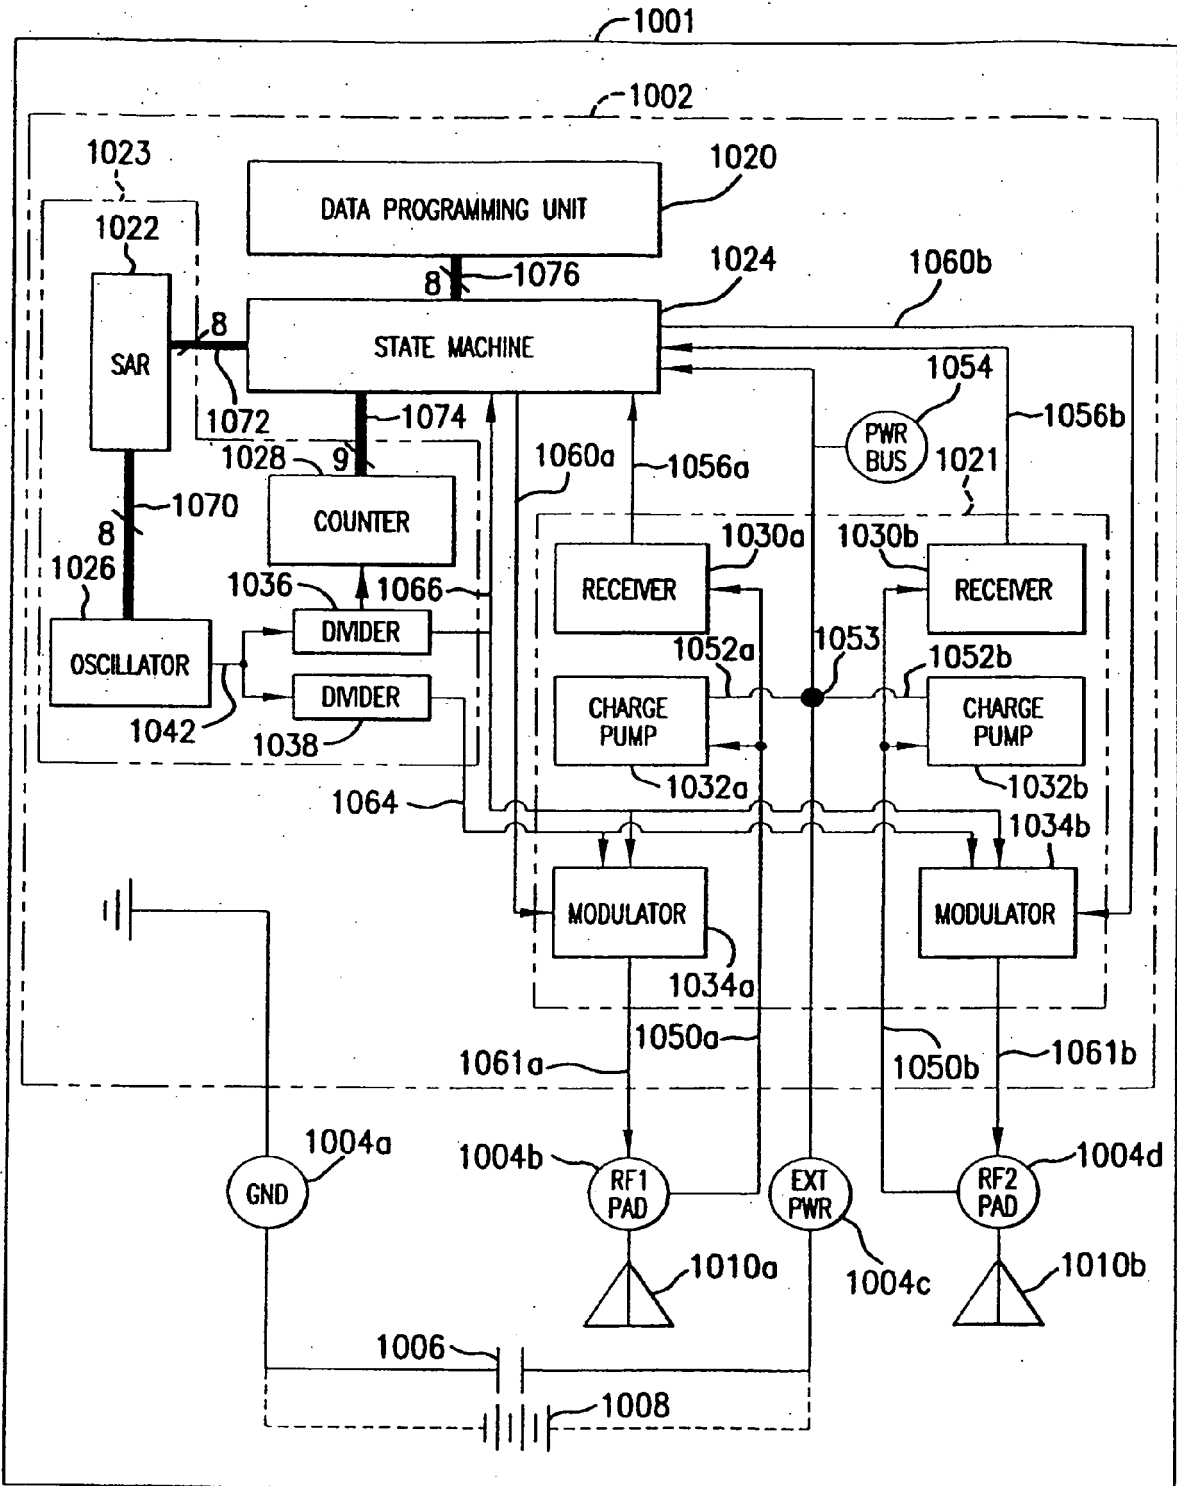 1001
1002
1023
1020
1022
DATA PROGRAMMING UNIT
1024
1060b
8
1076
8
STATE MACHINE
SAR
1054
1072
1074
PWR
BUS
1056b
1028
9
1060a
1056a
1021
1070
8
COUNTER
1030a
1030b
1026
1036
1066
RECEIVER
RECEIVER
DIVIDER
1053
OSCILLATOR
1052a
1052b
DIVIDER
CHARGE
PUMP
CHARGE
PUMP
1042
1038
1032a
1032b
1064
1034b
MODULATOR
MODULATOR
1034a
1050a
1061a
1050b
1061b
1004a
1004b
1004d
GND
RF1
PAD
EXT
PWR
RF2
PAD
1010a
1004c
1010b
1006
1008